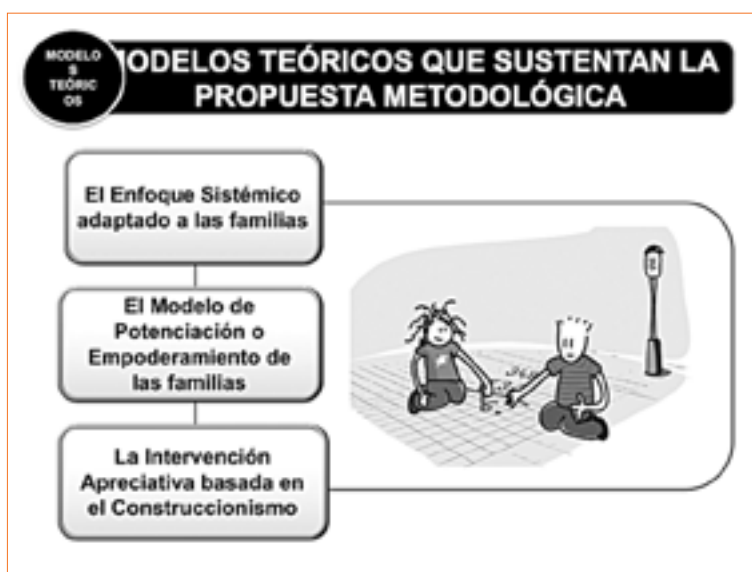 MODELO
S
TEÓRIC
OS
MODELOS TEÓRICOS QUE SUSTENTAN LA
PROPUESTA METODOLÓGICA
El Enfoque Sistémico
adaptado a las familias
El Modelo de
Potenciación o
Empoderamiento de
las familias
La Intervención
Apreciativa basada en
el Construccionismo